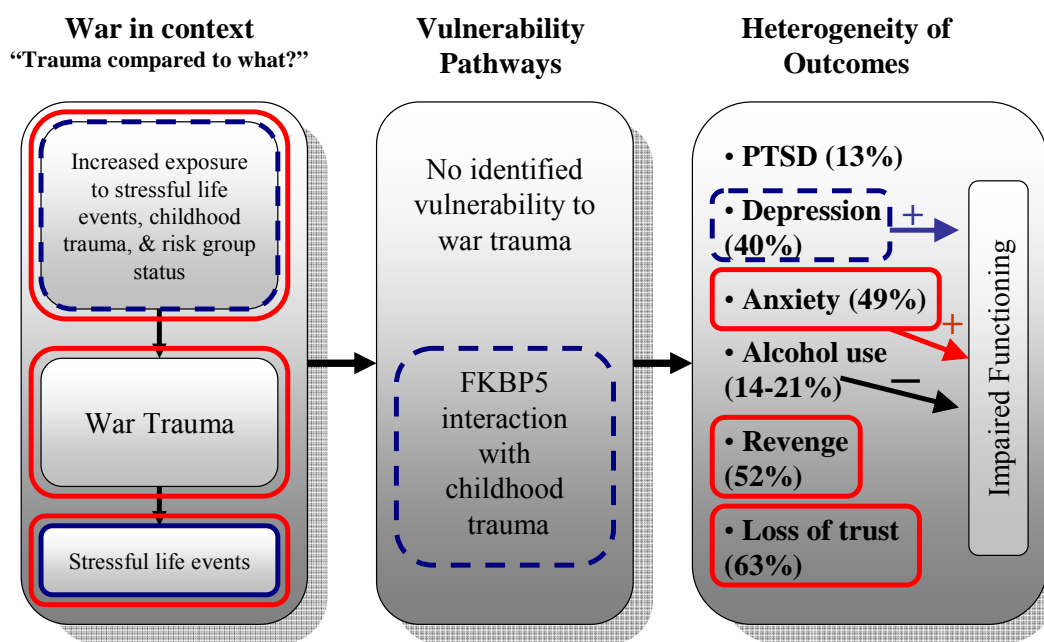 War in context
“Trauma compared to what?”
Increased exposure
to stressful life
events, childhood
trauma, & risk group
status
War Trauma
Stressful life events
Vulnerability
Pathways
No identified
vulnerability to
war trauma
FKBP5
interaction
with
childhood
trauma
Heterogeneity of
Outcomes
• PTSD (13%)
• Depression
(40%)
+
• Anxiety (49%)
+
• Alcohol use
(14-21%)
–
• Revenge
(52%)
• Loss of trust
(63%)
Impaired Functioning